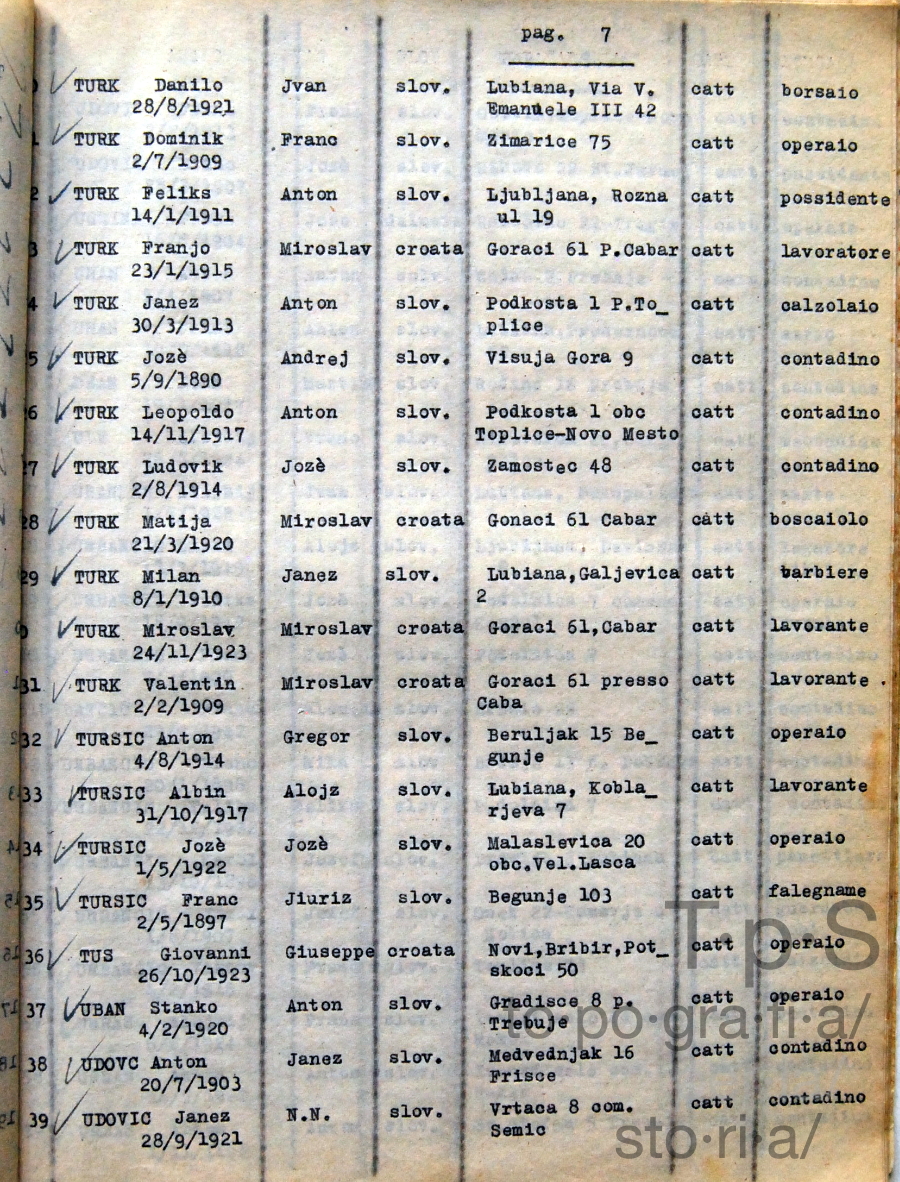 pag. 7
TURK Danilo Jvan slov. Lubiana, Via V. catt borsaio
28/8/1921 Emanuele III 42
TURK Dominik Franc slov. Zimarice 75 catt operaio
2/7/1909
2 TURK Feliks Anton slov. Ljubljana, Rozna catt possidente
14/1/1911 ul 19
3 TURK Franjo Miroslav croata Goraci 61 P.Cabar catt lavoratore
23/1/1915
4 TURK Janez Anton slov. Podkosta 1 P.To_ catt calzolaio
30/3/1913 plice
5 TURK Jozè Andrej slov. Visuja Gora 9 catt contadino
5/9/1890
6 TURK Leopoldo Anton slov. Podkosta 1 obc catt contadino
14/11/1917 Toplice-Novo Mesto
27 TURK Ludovik Jozè slov. Zamostec 48 catt contadino
2/8/1914
28 TURK Matija Miroslav croata Gonaci 61 Cabar catt boscaiolo
21/3/1920
29 TURK Milan Janez slov. Lubiana,Galjevica catt barbiere
8/1/1910 2
TURK Miroslav Miroslav croata Goraci 61,Cabar catt lavorante
24/11/1923
31 TURK Valentin Miroslav croata Goraci 61 presso catt lavorante .
2/2/1909 Caba
32 TURSIC Anton Gregor slov. Beruljak 15 Be_ catt operaio
4/8/1914 gunje
33 TURSIC Albin Alojz slov. Lubiana, Kobla_ catt lavorante
31/10/1917 rjeva 7
34 TURSIC Jozè Jozè slov. Malaslevica 20 catt operaio
1/5/1922 obc.Vel.Lasca
35 TURSIC Franc Jiuriz slov. Begunje 103 catt falegname
2/5/1897
36 TUS Giovanni Giuseppe croata Novi,Bribir,Pot_ catt operaio
26/10/1923 skoci 50
37 UBAN Stanko Anton slov. Gradisce 8 p. catt operaio
4/2/1920 Trebuje
38 UDOVC Anton Janez slov. Medvednjak 16 catt contadino
20/7/1903 Frisce
39 UDOVIC Janez N.N. slov. Vrtaca 8 com. catt contadino
28/9/1921 Semic
T·p·S
to·po·gra·fi·a/
sto·ri·a/